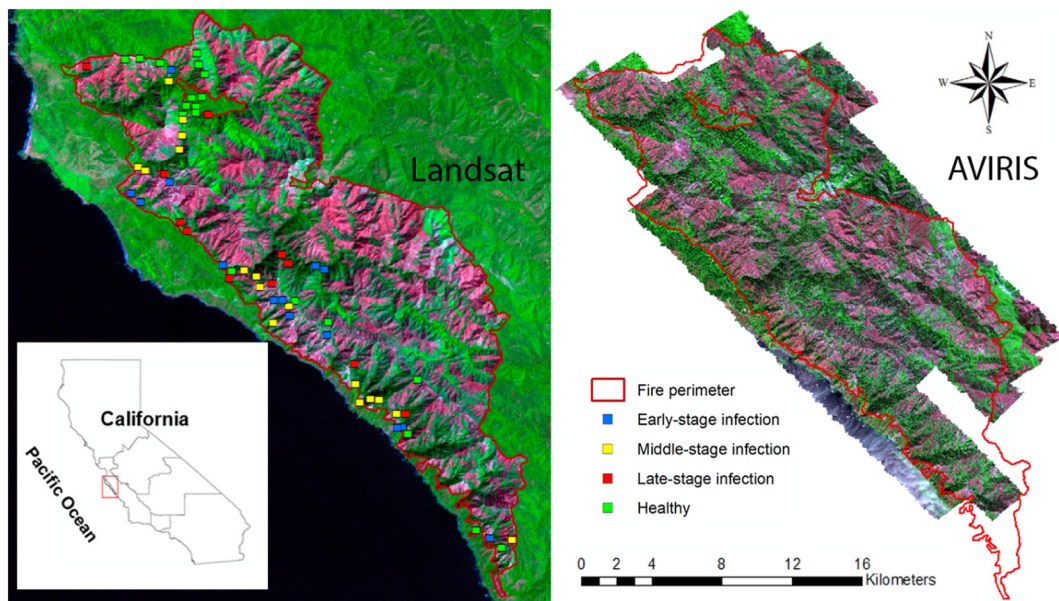 Landsat
California
Pacific Ocean
N
W
E
S
AVIRIS
Fire perimeter
Early-stage infection
Middle-stage infection
Late-stage infection
Healthy
0 2 4 8 12 16
Kilometers